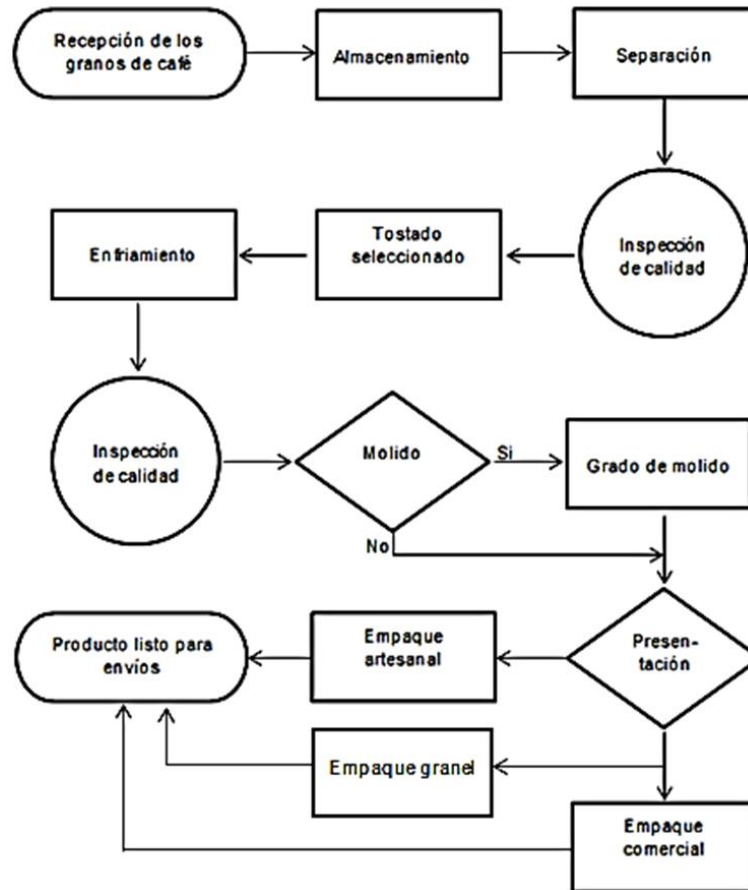 Recepción de los
granos de café
Almacenamiento
Separación
Inspección
de calidad
Tostado
seleccionado
Enfriamiento
Inspección
de calidad
Molido
Si
Grado de molido
No
Presen-
tación
Empaque
artesanal
Producto listo para
envíos
Empaque granel
Empaque
comercial